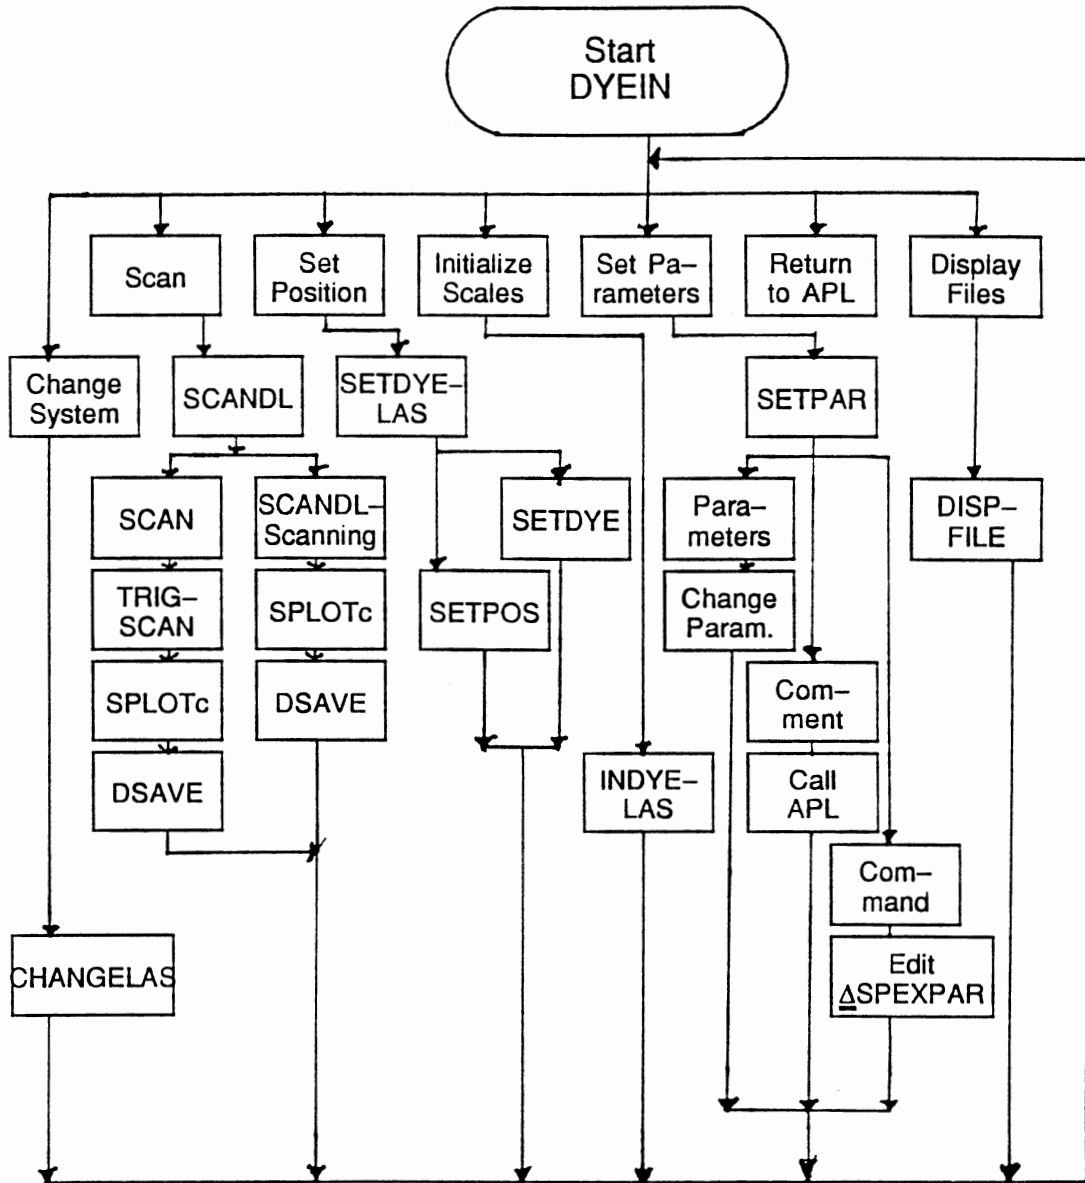 Start
DYEIN
Scan
Set
Position
Initialize
Scales
Set Pa–
rameters
Return
to APL
Display
Files
Change
System
SCANDL
SETDYE–
LAS
SETPAR
SCAN
SCANDL–
Scanning
SETDYE
Para–
meters
DISP–
FILE
TRIG–
SCAN
SPLOTc
SETPOS
Change
Param.
SPLOTc
DSAVE
Com–
ment
DSAVE
INDYE–
LAS
Call
APL
Com–
mand
CHANGELAS
Edit
∆SPEXPAR